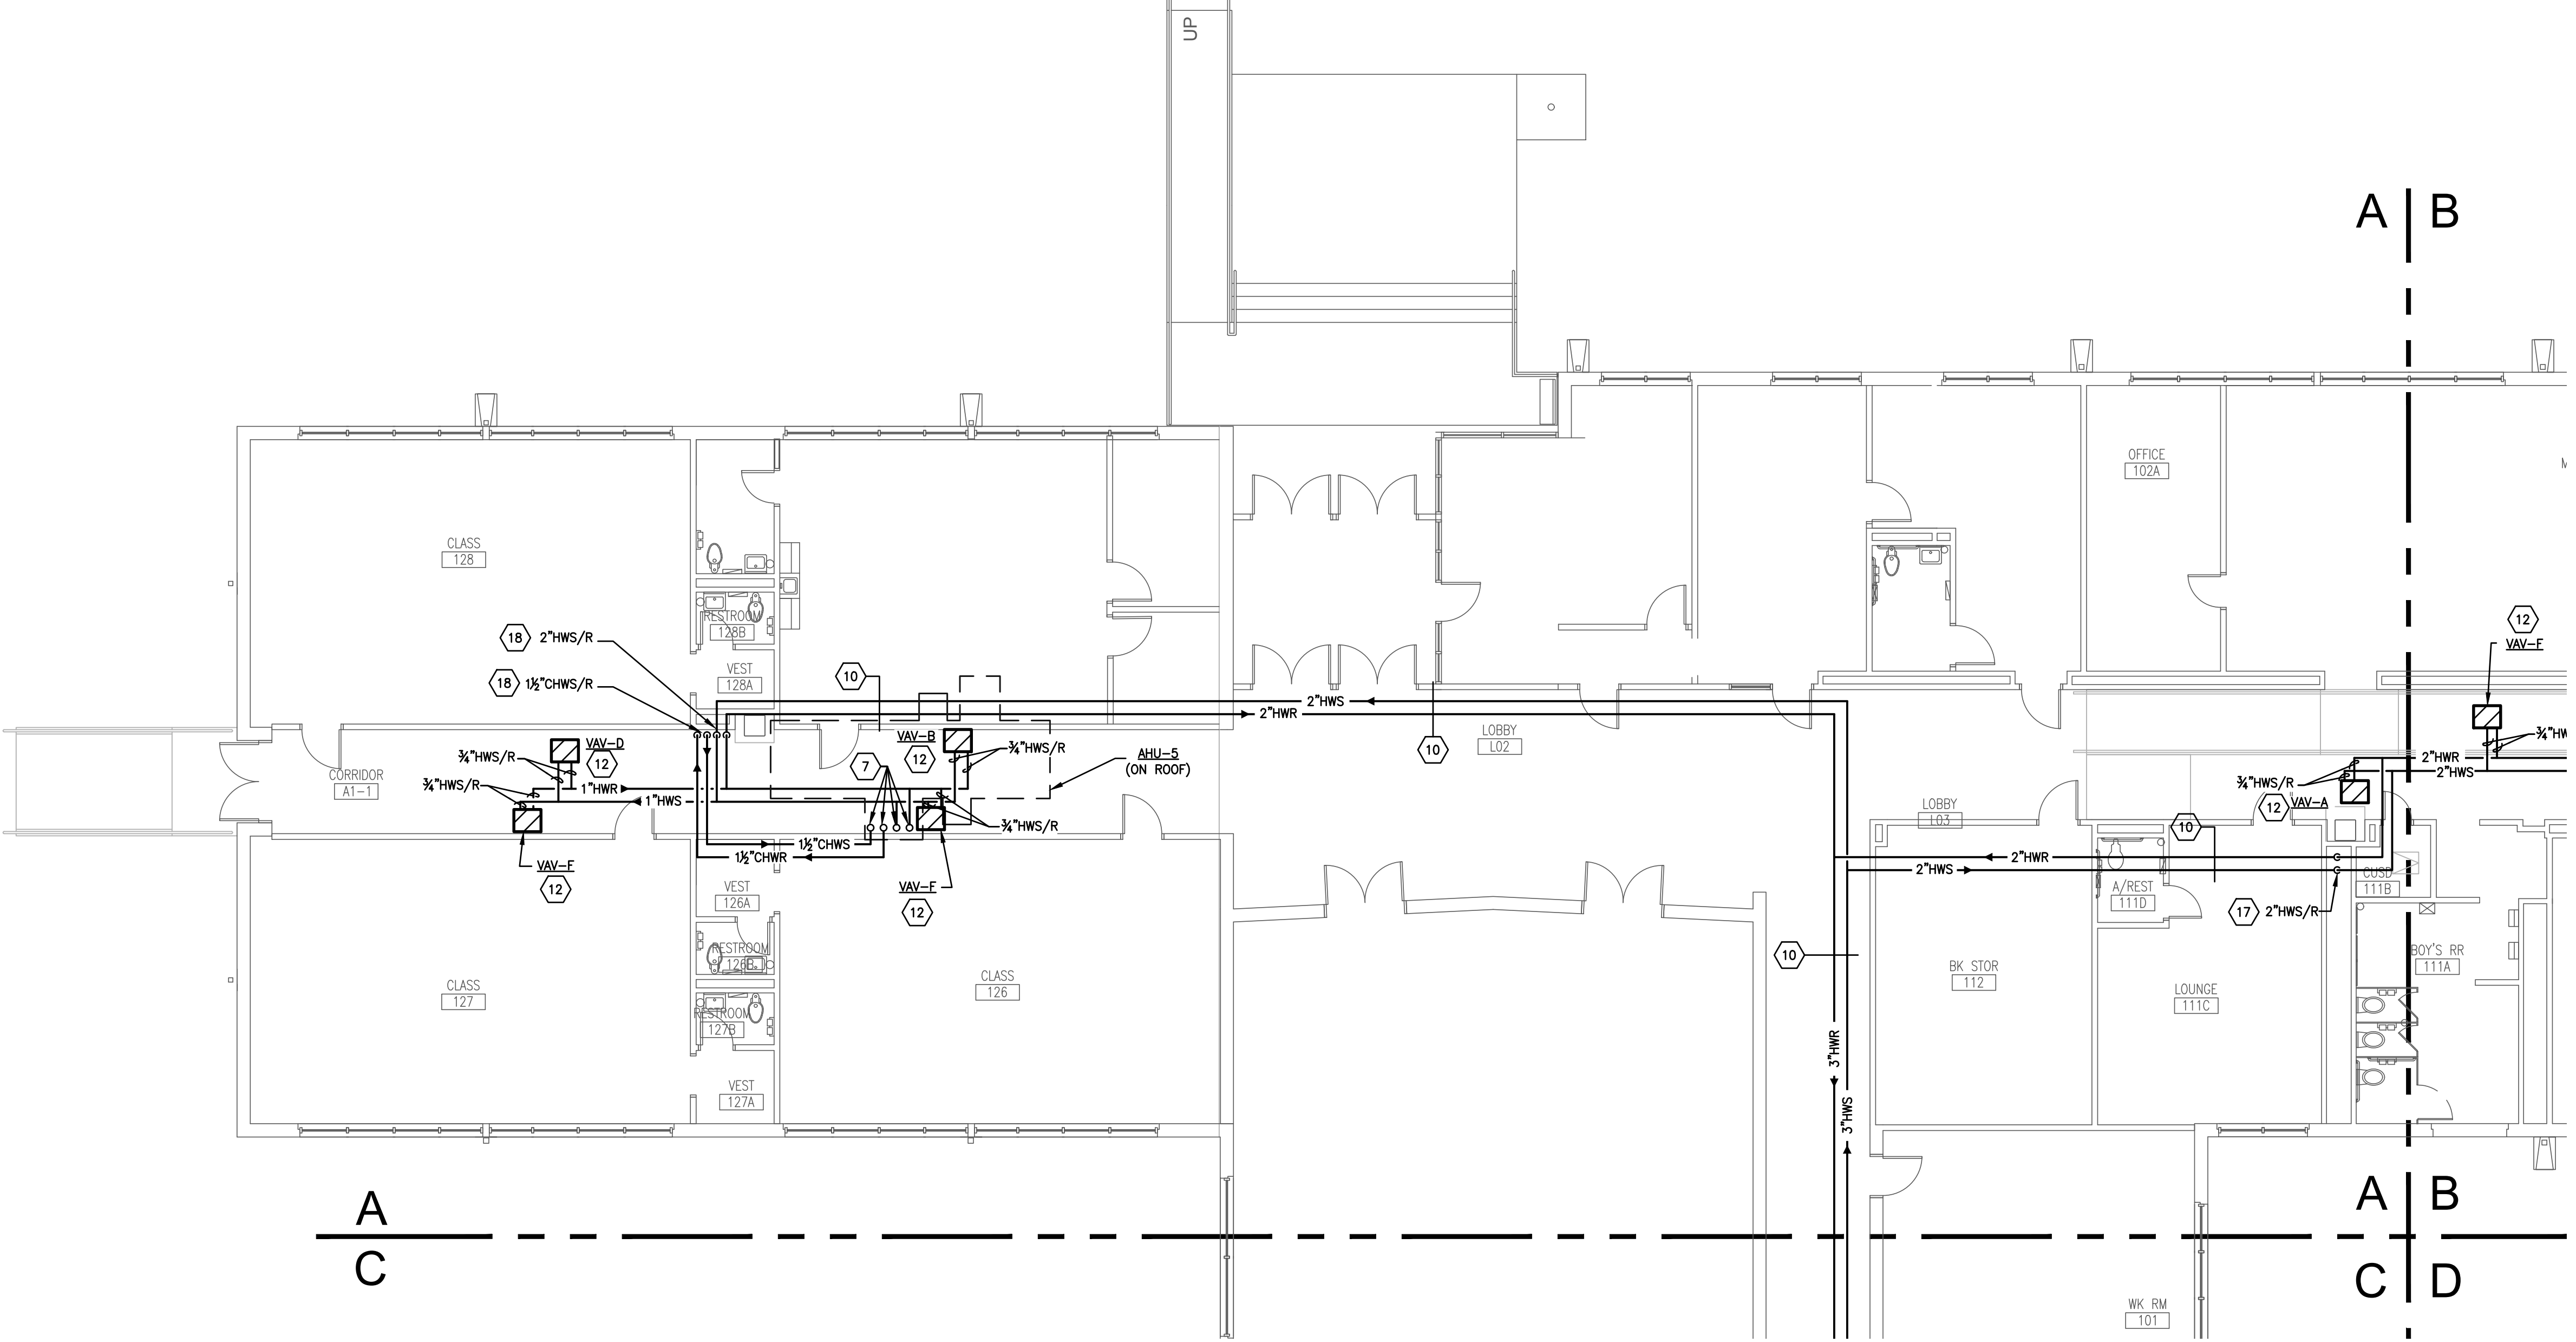 UP
A B
OFFICE
102A
CLASS
128
RESTROOM
128B
12
VAV-F
18 2"HWS/R
VEST
128A
18 1½"CHWS/R
10
2"HWS
2"HWR
LOBBY
L02
10
VAV-D
12
¾"HWS/R
¾"HWS/R
VAV-B
12
¾"HWS/R
7
AHU-5
(ON ROOF)
CORRIDOR
A1-1
1"HWR
1"HWS
¾"HWS/R
¾"HW
2"HWR
2"HWS
¾"HWS/R
12 VAV-A
LOBBY
L03
10
1½"CHWS
1½"CHWR
2"HWR
2"HWS
VAV-F
12
VAV-F
12
VEST
126A
A/REST
111D
CUSD
111B
17 2"HWS/R
RESTROOM
126B
10
BOY'S RR
111A
BK STOR
112
CLASS
126
CLASS
127
LOUNGE
111C
RESTROOM
127B
3"HWR
3"HWS
VEST
127A
A
C
A B
C D
WK RM
101